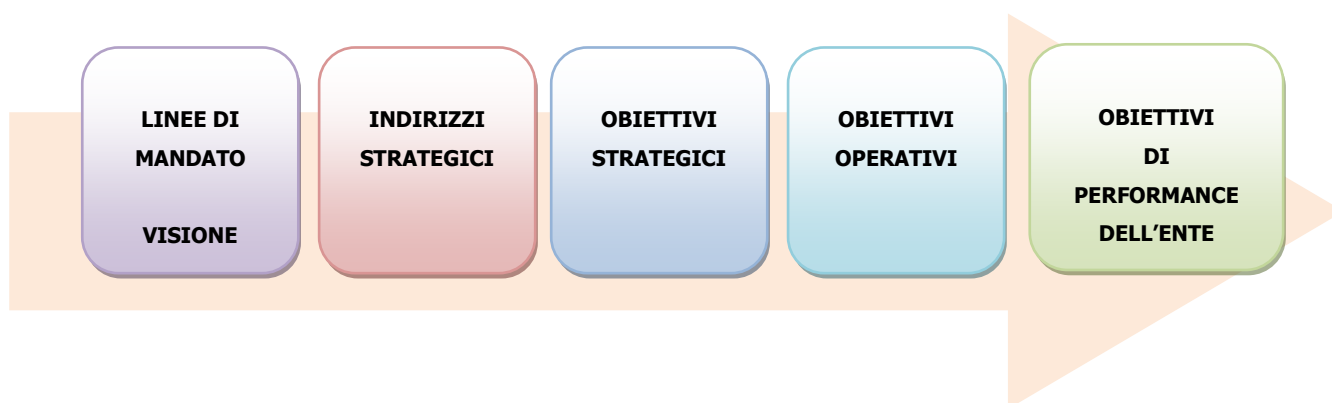 LINEE DI
MANDATO
VISIONE
INDIRIZZI
STRATEGICI
OBIETTIVI
STRATEGICI
OBIETTIVI
OPERATIVI
OBIETTIVI
DI
PERFORMANCE
DELL’ENTE